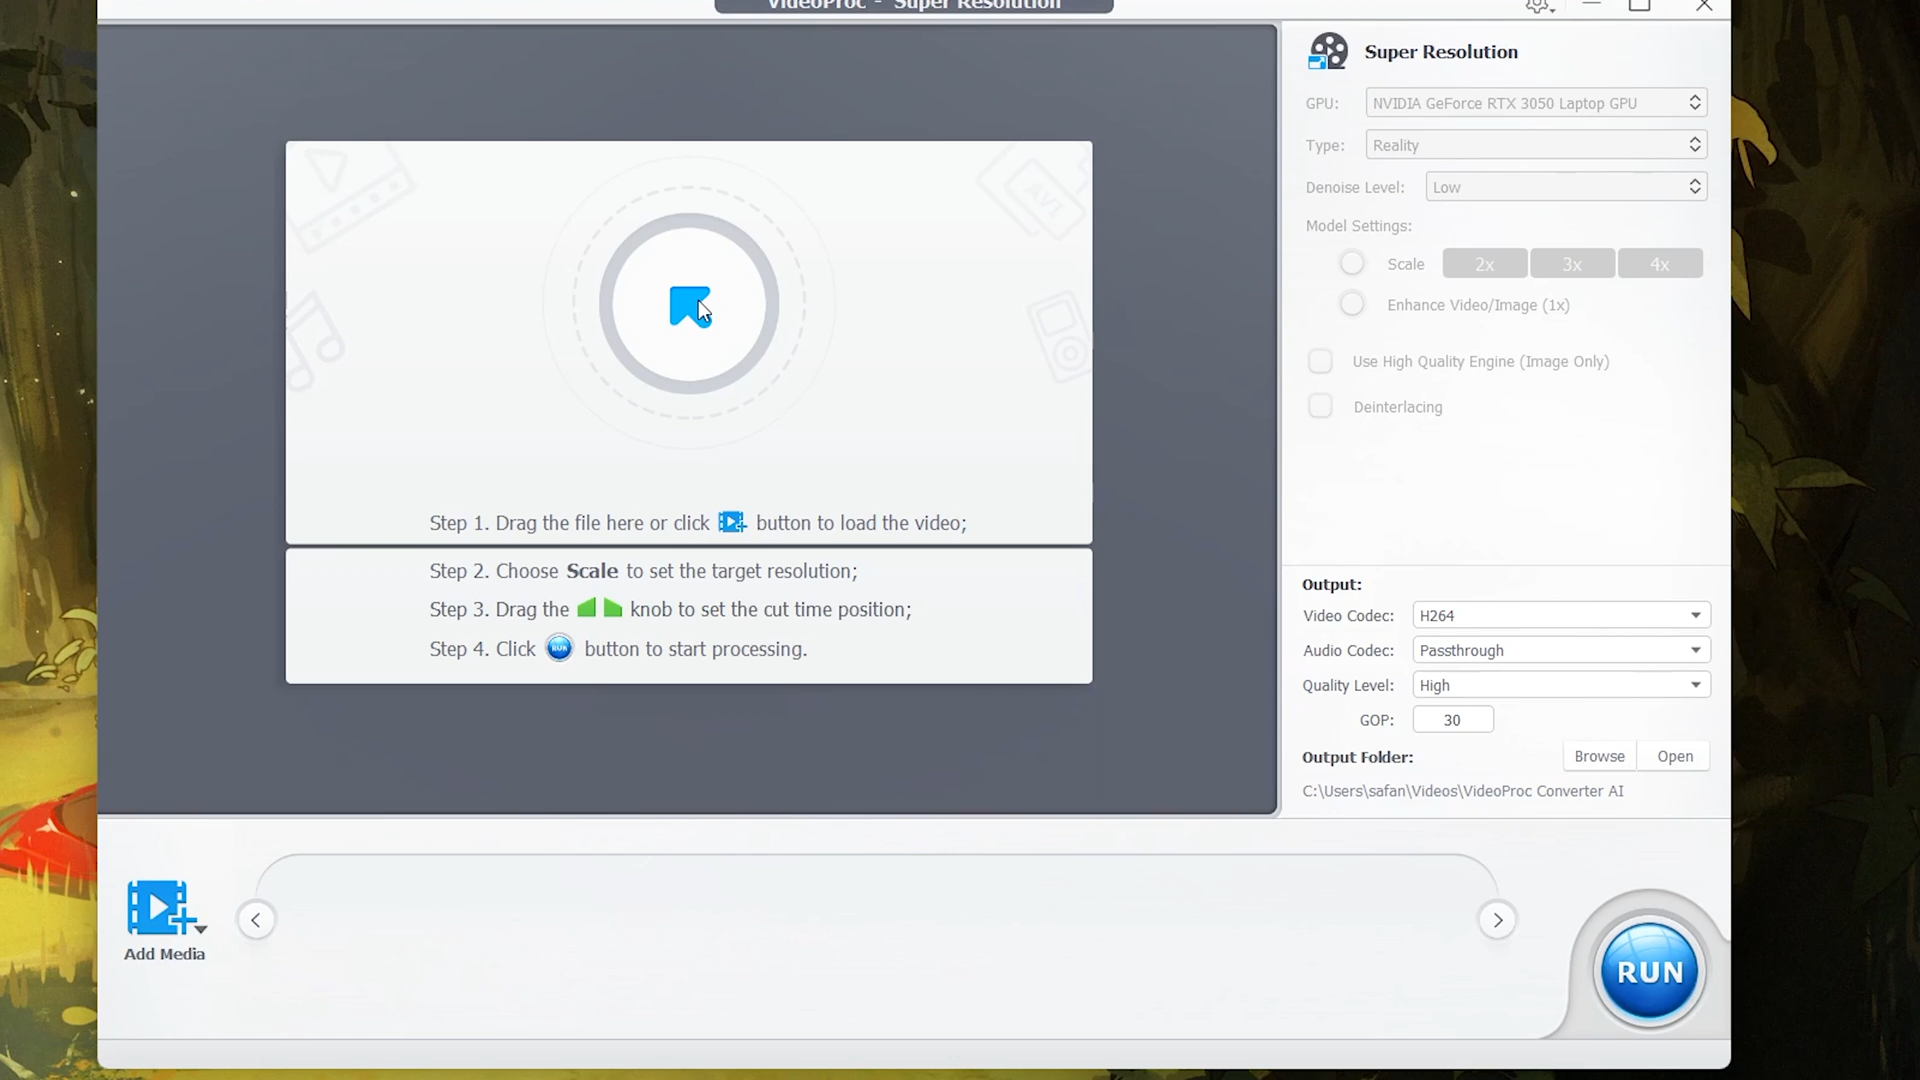 VideoProc - Super Resolution
Super Resolution
GPU: NVIDIA GeForce RTX 3050 Laptop GPU
Type: Reality
Denoise Level: Low
Model Settings:
Scale 2x 3x 4x
Enhance Video/Image (1x)
Use High Quality Engine (Image Only)
Deinterlacing
AVI
Step 1. Drag the file here or click button to load the video;
Step 2. Choose Scale to set the target resolution;
Step 3. Drag the knob to set the cut time position;
Step 4. Click RUN button to start processing.
Output:
Video Codec: H264
Audio Codec: Passthrough
Quality Level: High
GOP: 30
Output Folder: Browse Open
C:\Users\safan\Videos\VideoProc Converter AI
Add Media
RUN